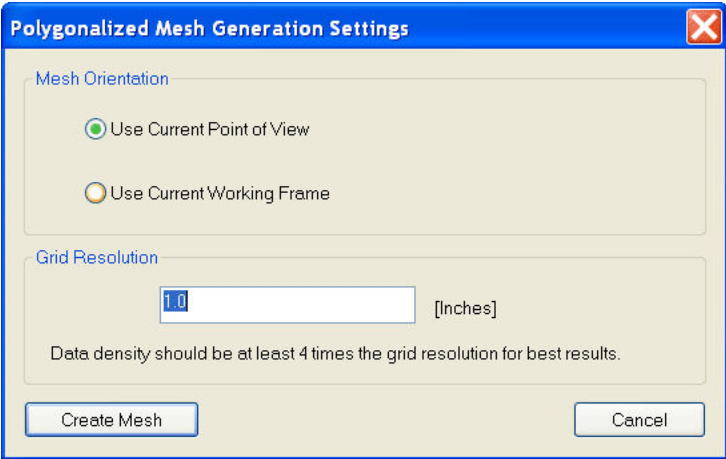 Polygonalized Mesh Generation Settings
Mesh Orientation
Use Current Point of View
Use Current Working Frame
Grid Resolution
1.0
[Inches]
Data density should be at least 4 times the grid resolution for best results.
Create Mesh
Cancel